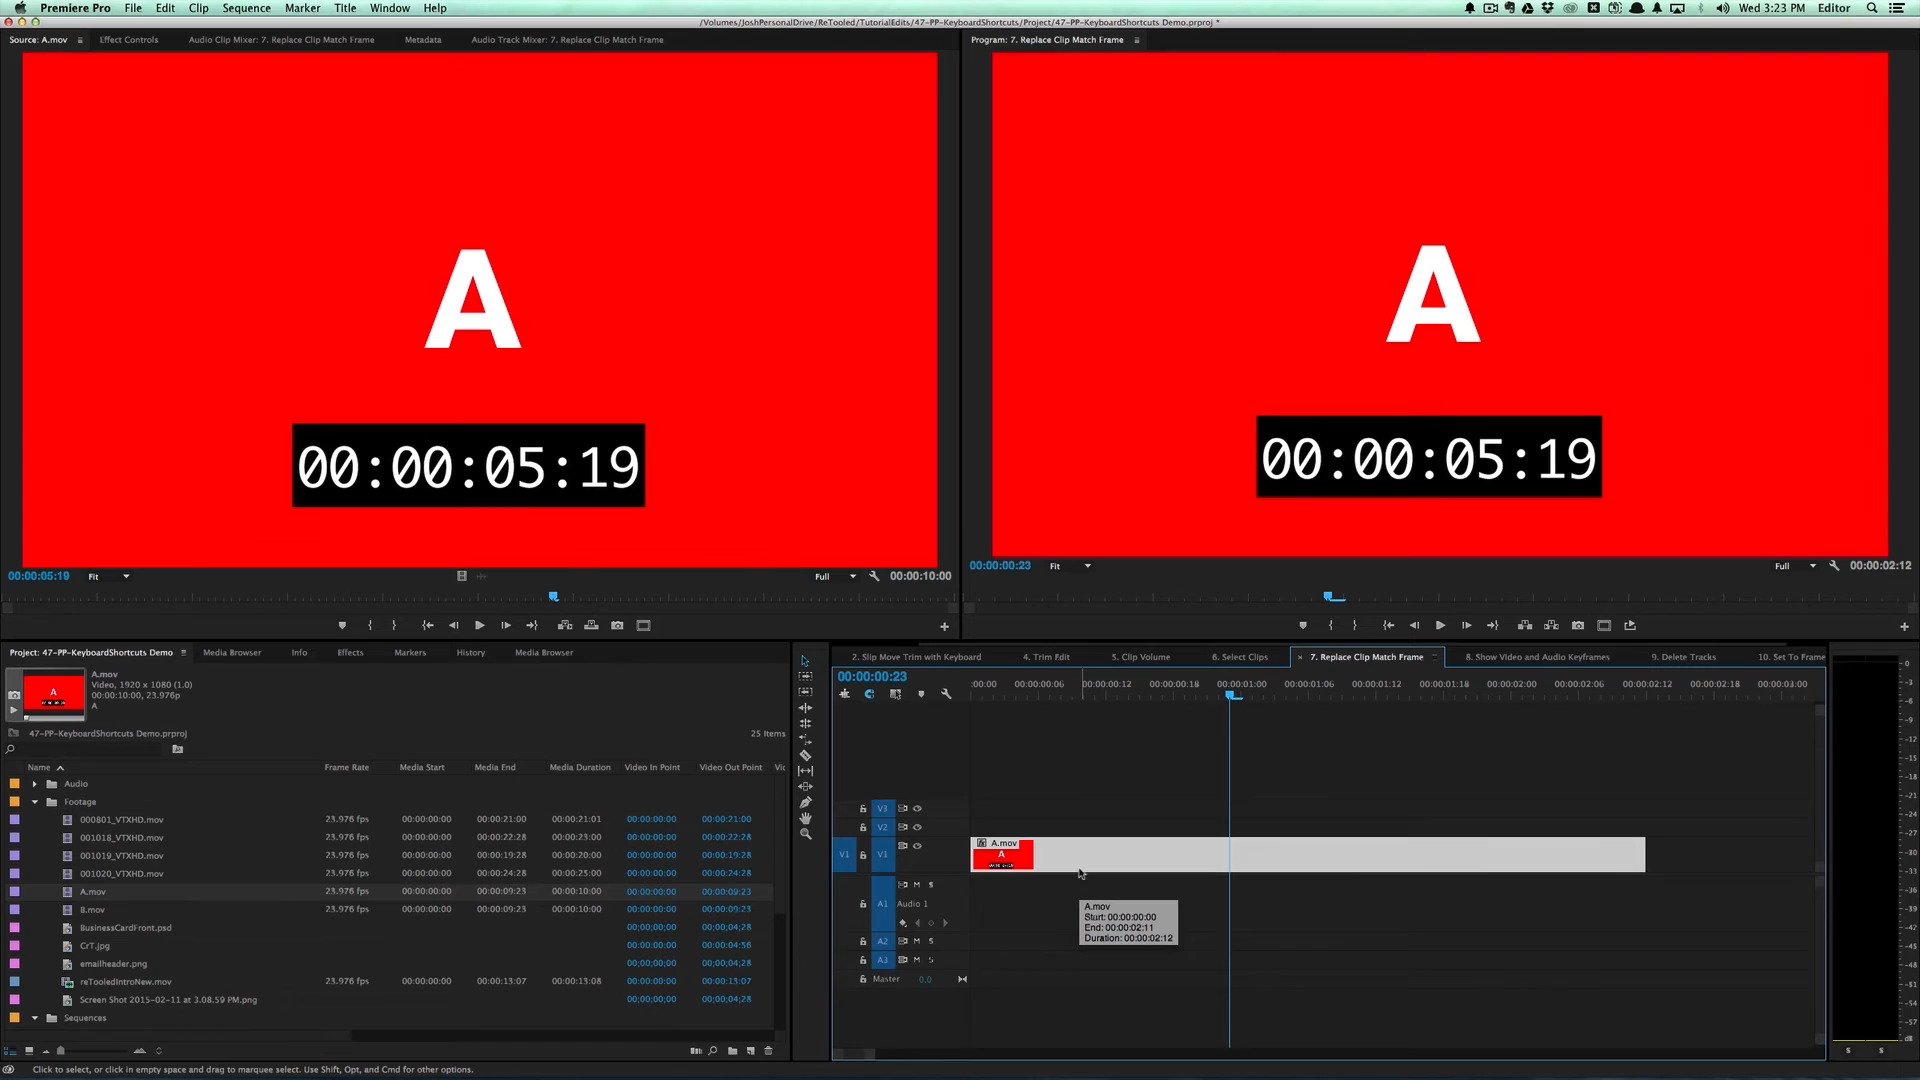 Premiere Pro File Edit Clip Sequence Marker Title Window Help Wed 3:23 PM Editor
/Volumes/JoshPersonalDrive/ReTooled/TutorialEdits/47-PP-KeyboardShortcuts/Project/47-PP-KeyboardShortcuts Demo.prproj *
Source: A.mov Effect Controls Audio Clip Mixer: 7. Replace Clip Match Frame Metadata Audio Track Mixer: 7. Replace Clip Match Frame
Program: 7. Replace Clip Match Frame
A
00:00:05:19
A
00:00:05:19
00:00:05:19 Fit Full 00:00:10:00
00:00:00:23 Fit Full 00:00:02:12
Project: 47-PP-KeyboardShortcuts Demo Media Browser Info Effects Markers History Media Browser
A.mov
Video, 1920 x 1080 (1.0)
00:00:10:00, 23.976p
A
A
47-PP-KeyboardShortcuts Demo.prproj 25 Items
Name Frame Rate Media Start Media End Media Duration Video In Point Video Out Point Vic
Audio
Footage
000801_VTXHD.mov 23.976 fps 00:00:00:00 00:00:21:00 00:00:21:01 00:00:00:00 00:00:21:00
001018_VTXHD.mov 23.976 fps 00:00:00:00 00:00:22:28 00:00:23:00 00:00:00:00 00:00:22:28
001019_VTXHD.mov 23.976 fps 00:00:00:00 00:00:19:28 00:00:20:00 00:00:00:00 00:00:19:28
001020_VTXHD.mov 23.976 fps 00:00:00:00 00:00:24:28 00:00:25:00 00:00:00:00 00:00:24:28
A.mov 23.976 fps 00:00:00:00 00:00:09:23 00:00:10:00 00:00:00:00 00:00:09:23
B.mov 23.976 fps 00:00:00:00 00:00:09:23 00:00:10:00 00:00:00:00 00:00:09:23
BusinessCardFront.psd 00;00;00;00 00;00;04;28
CrT.jpg 00:00:00:00 00:00:04:56
emailheader.png 00;00;00;00 00;00;04;28
reTooledIntroNew.mov 23.976 fps 00:00:00:00 00:00:13:07 00:00:13:08 00:00:00:00 00:00:13:07
Screen Shot 2015-02-11 at 3.08.59 PM.png 00;00;00;00 00;00;04;28
Sequences
Click to select, or click in empty space and drag to marquee select. Use Shift, Opt, and Cmd for other options.
2. Slip Move Trim with Keyboard 4. Trim Edit 5. Clip Volume 6. Select Clips × 7. Replace Clip Match Frame 8. Show Video and Audio Keyframes 9. Delete Tracks 10. Set To Frame
00:00:00:23
:00:00 00:00:00:06 00:00:00:12 00:00:00:18 00:00:01:00 00:00:01:06 00:00:01:12 00:00:01:18 00:00:02:00 00:00:02:06 00:00:02:12 00:00:02:18 00:00:03:00
V3
V2
V1 V1
fx A.mov
A
M S
A1 Audio 1
A2 M S
A3 M S
Master 0.0
A.mov
Start: 00:00:00:00
End: 00:00:02:11
Duration: 00:00:02:12
0
-3
-6
-9
-12
-15
-18
-21
-24
-27
-30
-33
-36
-39
-42
-45
-48
-51
-54
-57
dB
S S